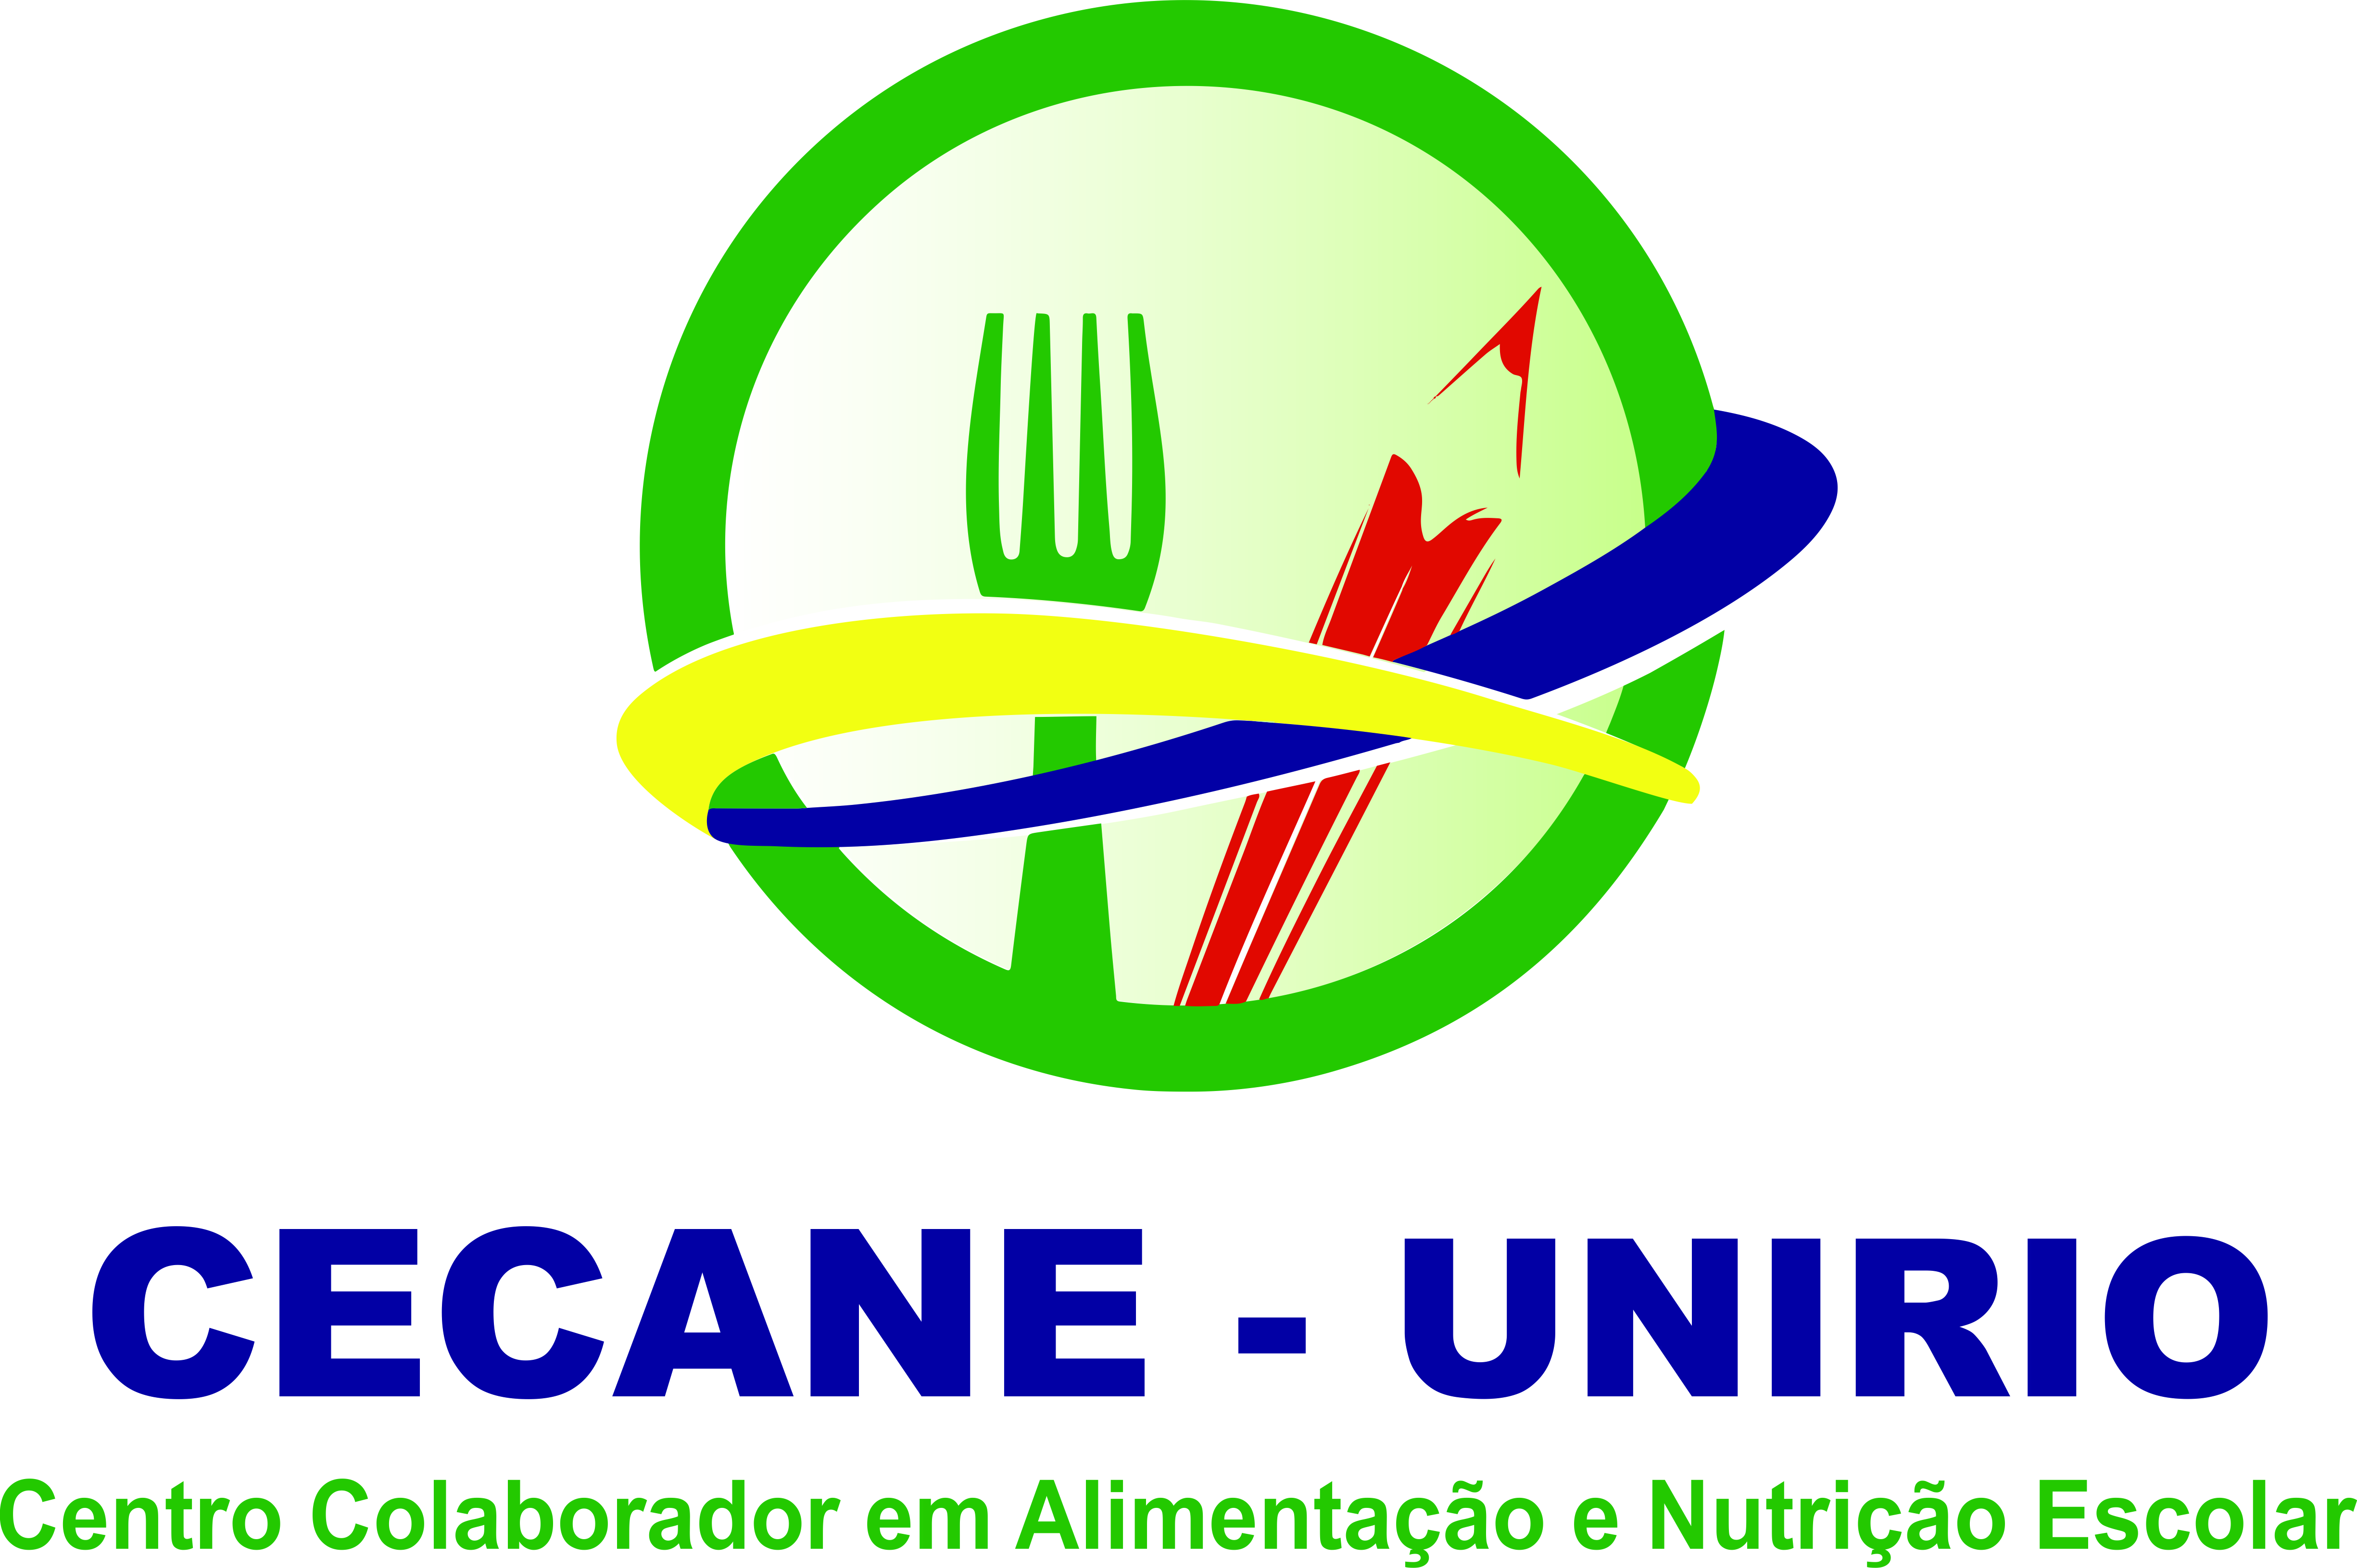 CECANE - UNIRIO
Centro Colaborador em Alimentação e Nutrição Escolar